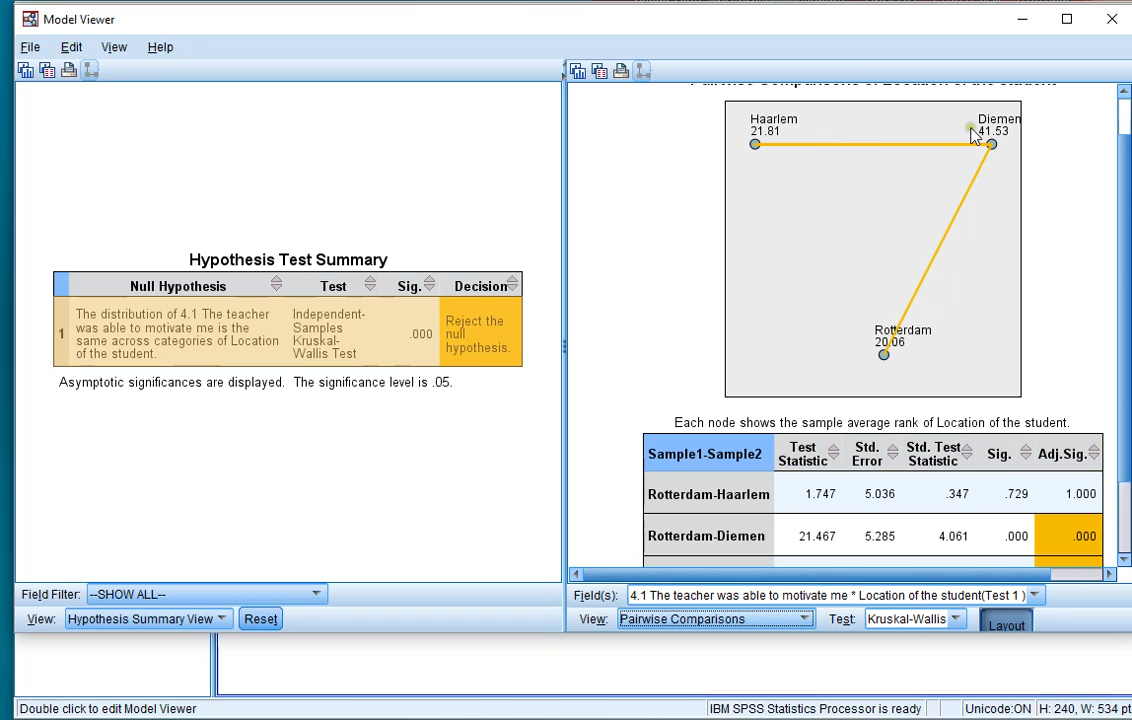 Model Viewer
File Edit View Help
Hypothesis Test Summary
Null Hypothesis Test Sig. Decision
1 The distribution of 4.1 The teacher was able to motivate me is the same across categories of Location of the student. Independent-Samples Kruskal-Wallis Test .000 Reject the null hypothesis.
Asymptotic significances are displayed. The significance level is .05.
Field Filter: --SHOW ALL--
View: Hypothesis Summary View Reset
Pairwise Comparisons of Location of the student
Haarlem
21.81
Diemen
41.53
Rotterdam
20.06
Each node shows the sample average rank of Location of the student.
Sample1-Sample2 Test Statistic Std. Error Std. Test Statistic Sig. Adj.Sig.
Rotterdam-Haarlem 1.747 5.036 .347 .729 1.000
Rotterdam-Diemen 21.467 5.285 4.061 .000 .000
Field(s): 4.1 The teacher was able to motivate me * Location of the student(Test 1 )
View: Pairwise Comparisons Test: Kruskal-Wallis Layout
Double click to edit Model Viewer
IBM SPSS Statistics Processor is ready Unicode:ON H: 240, W: 534 pt